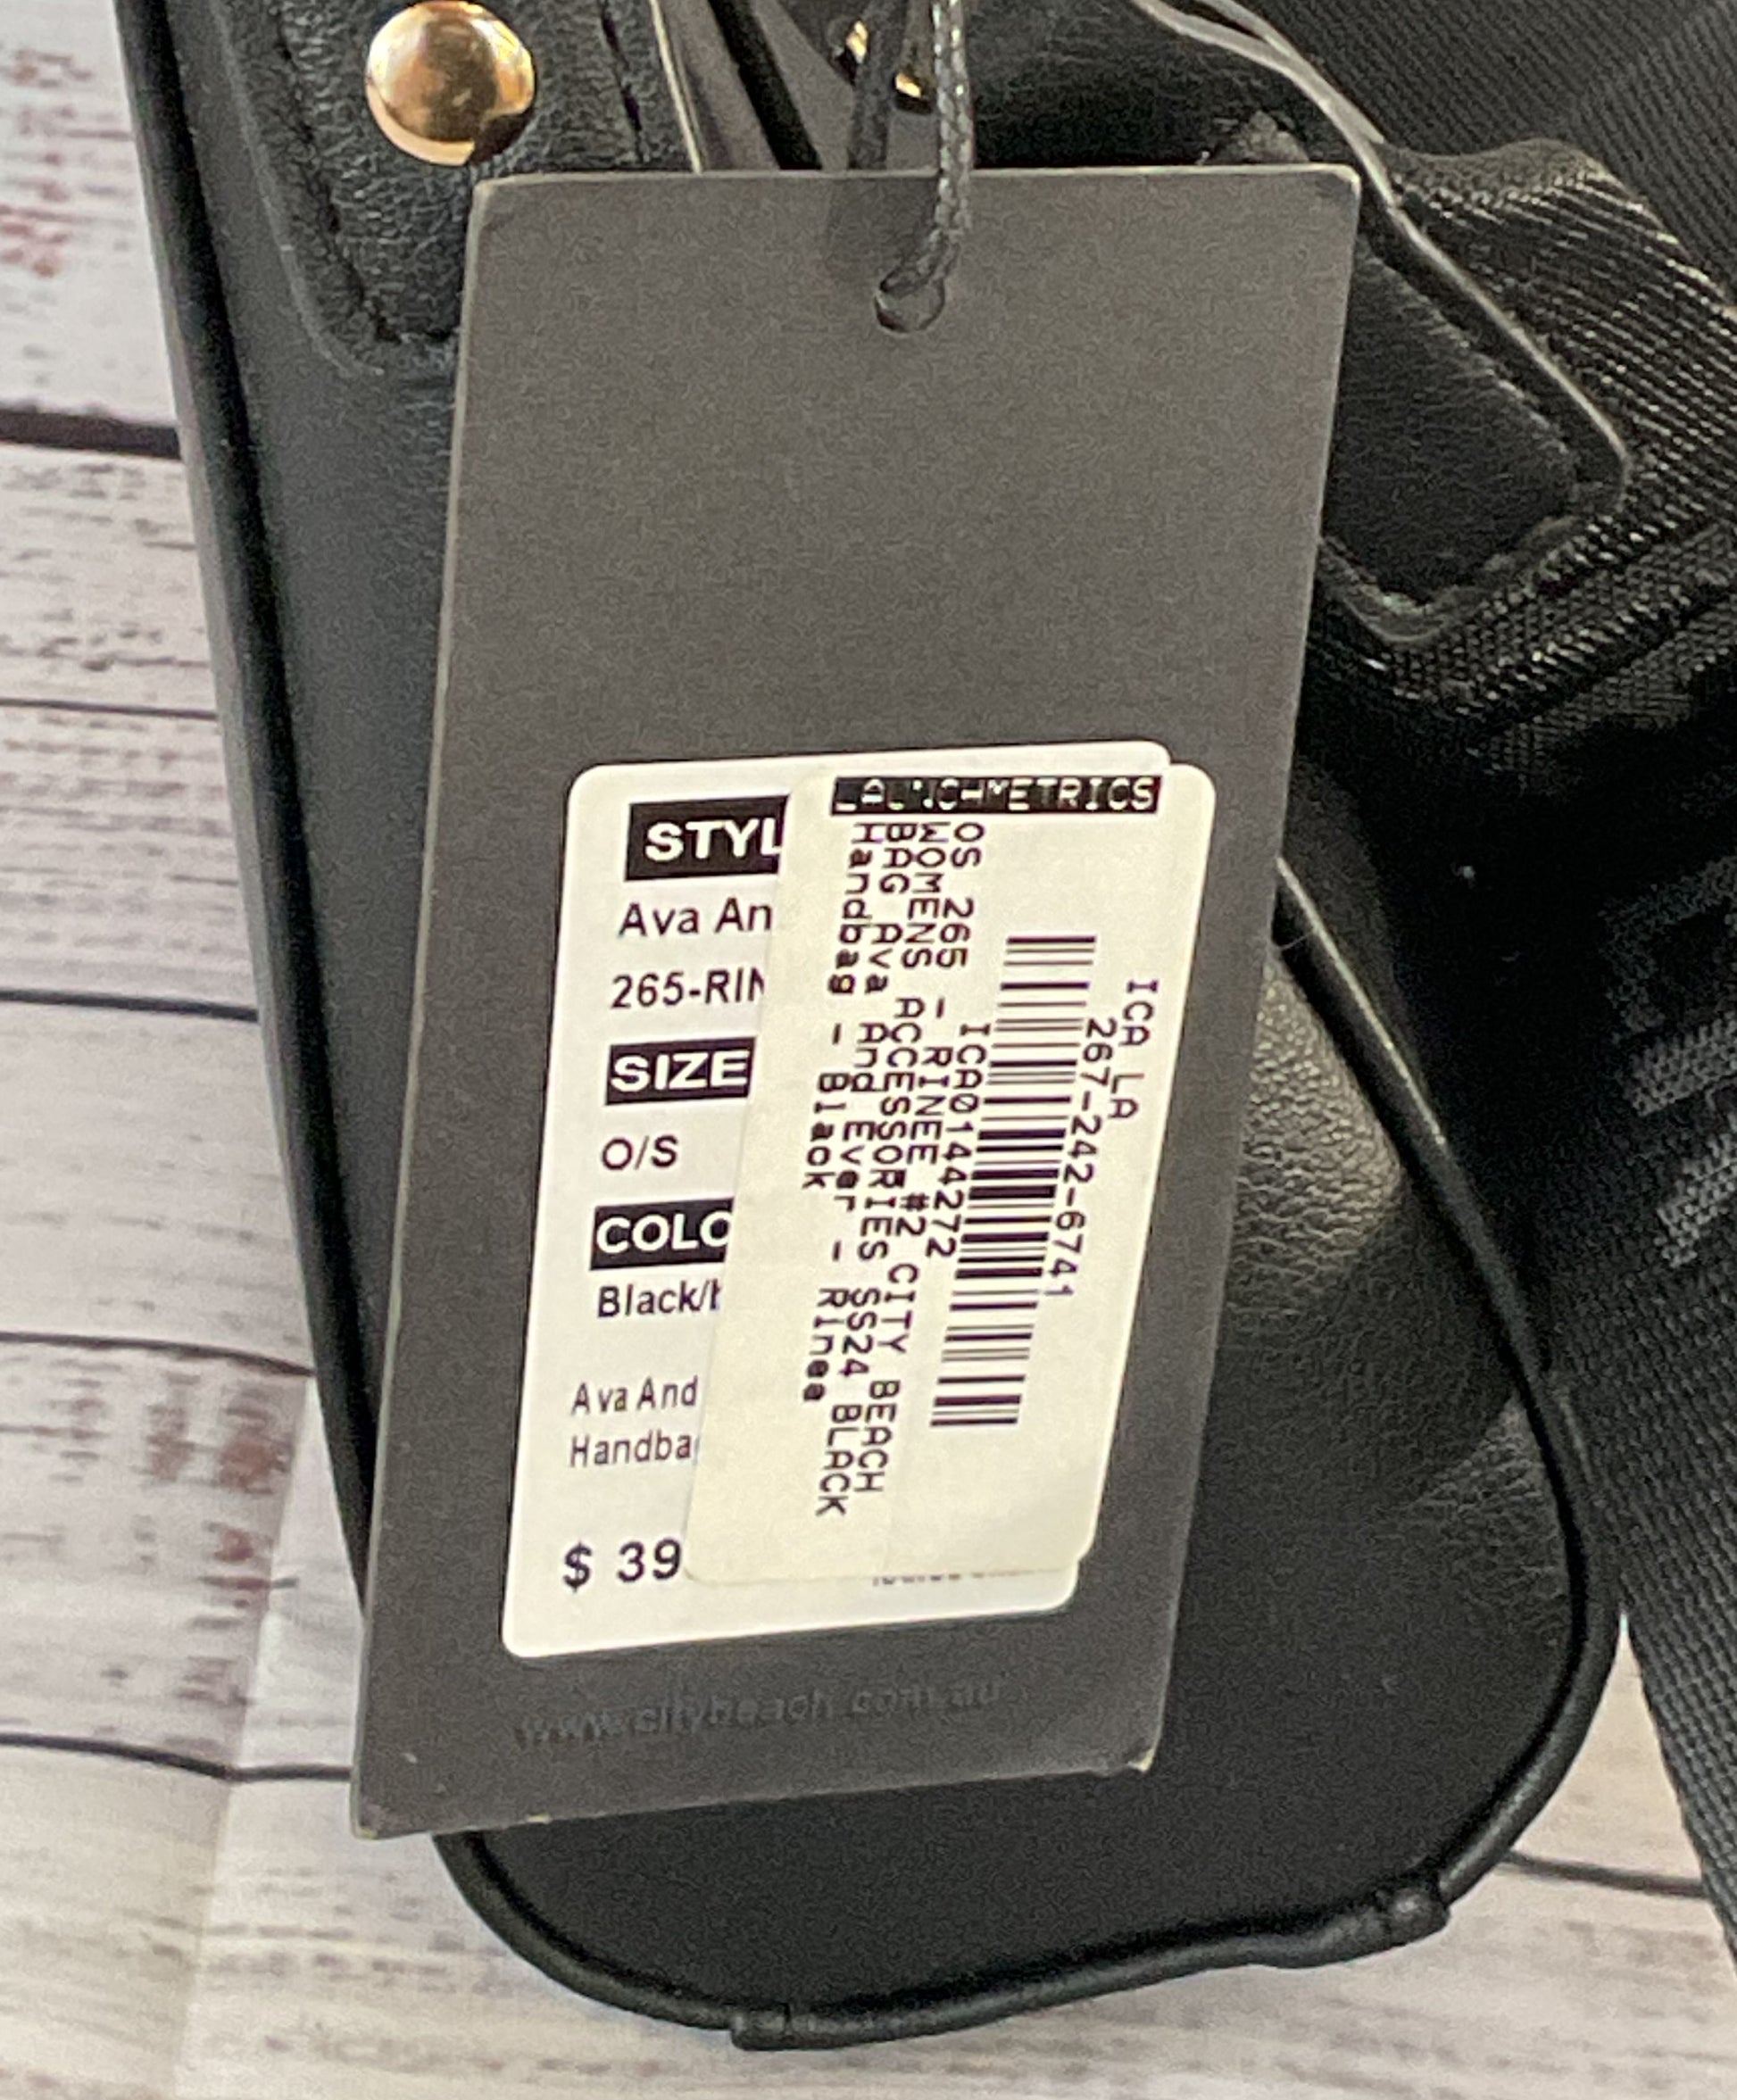 STYL
Ava An
265-RIN
SIZE
O/S
COLO
Black/b
Ava And
Handba
$ 39
LAUNCHMETRICS
ICA LA
267-242-6741
ICA0144272
OS 265 - RINEE #2 CITY BEACH
WOMENS ACCESSORIES SS24 BLACK
BAG Ava And Ever - Rinea
Handbag - Black
www.citybeach.com.au